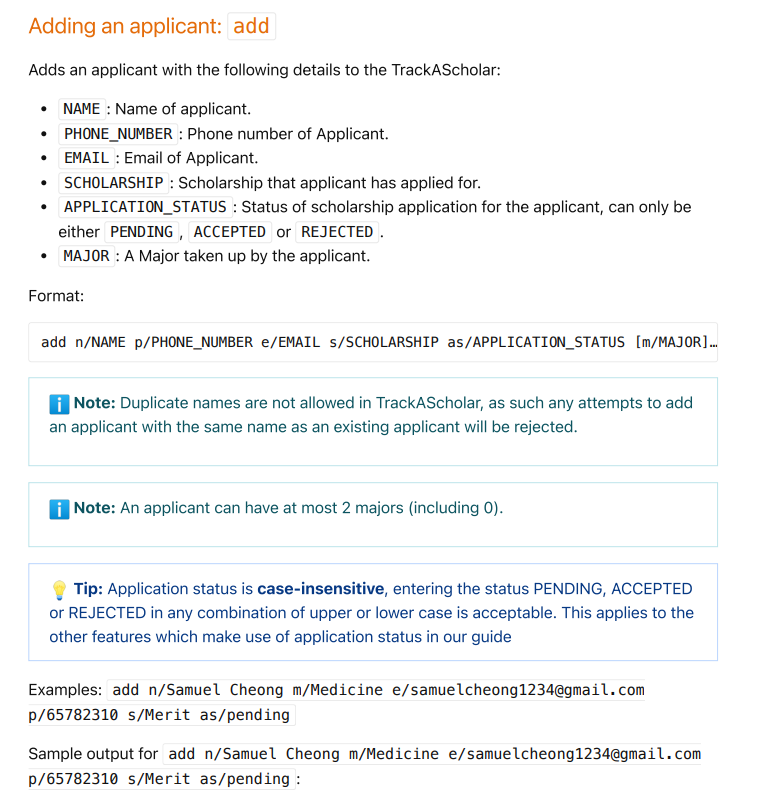 Adding an applicant: add
Adds an applicant with the following details to the TrackAScholar:
• NAME : Name of applicant.
• PHONE_NUMBER : Phone number of Applicant.
• EMAIL : Email of Applicant.
• SCHOLARSHIP : Scholarship that applicant has applied for.
• APPLICATION_STATUS : Status of scholarship application for the applicant, can only be
either PENDING , ACCEPTED or REJECTED .
• MAJOR : A Major taken up by the applicant.
Format:
add n/NAME p/PHONE_NUMBER e/EMAIL s/SCHOLARSHIP as/APPLICATION_STATUS [m/MAJOR]…
ℹ️ Note: Duplicate names are not allowed in TrackAScholar, as such any attempts to add
an applicant with the same name as an existing applicant will be rejected.
ℹ️ Note: An applicant can have at most 2 majors (including 0).
💡 Tip: Application status is case-insensitive, entering the status PENDING, ACCEPTED
or REJECTED in any combination of upper or lower case is acceptable. This applies to the
other features which make use of application status in our guide
Examples: add n/Samuel Cheong m/Medicine e/samuelcheong1234@gmail.com
p/65782310 s/Merit as/pending
Sample output for add n/Samuel Cheong m/Medicine e/samuelcheong1234@gmail.com
p/65782310 s/Merit as/pending :